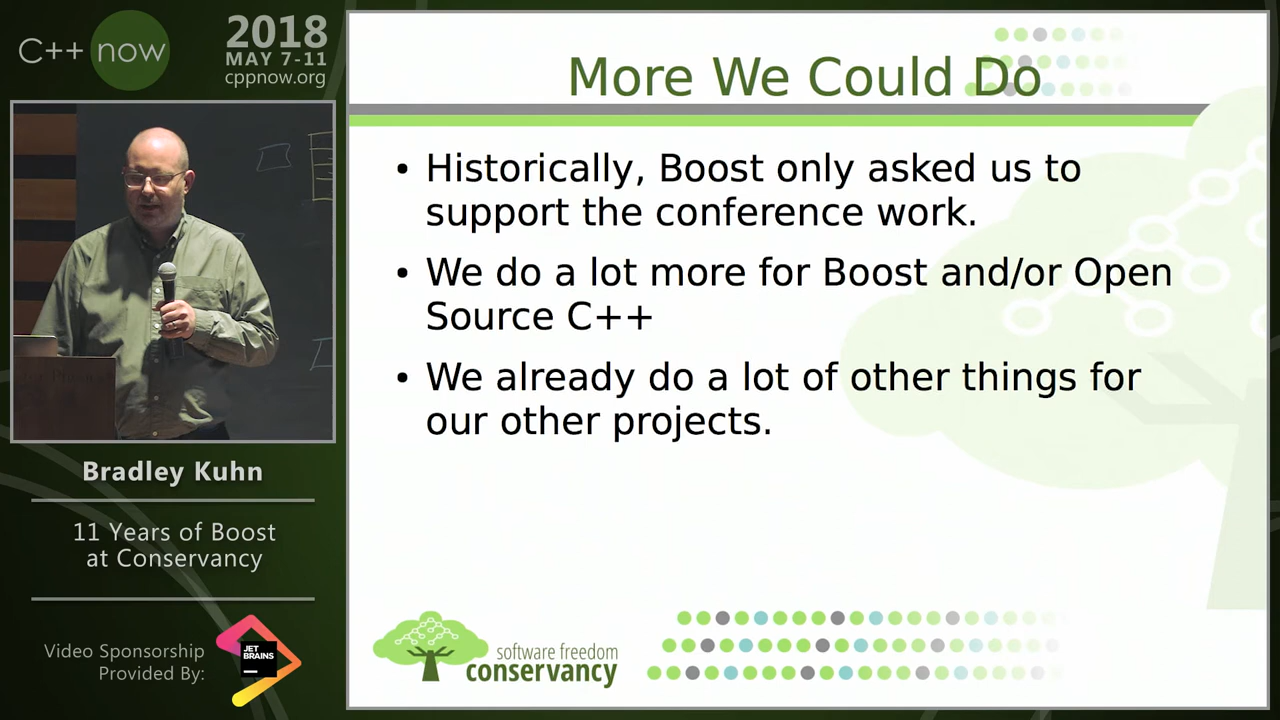 C++ now
2018
MAY 7-11
cppnow.org
Bradley Kuhn
11 Years of Boost
at Conservancy
Video Sponsorship
Provided By:
JET
BRAINS
More We Could Do
• Historically, Boost only asked us to
support the conference work.
• We do a lot more for Boost and/or Open
Source C++
• We already do a lot of other things for
our other projects.
software freedom
conservancy